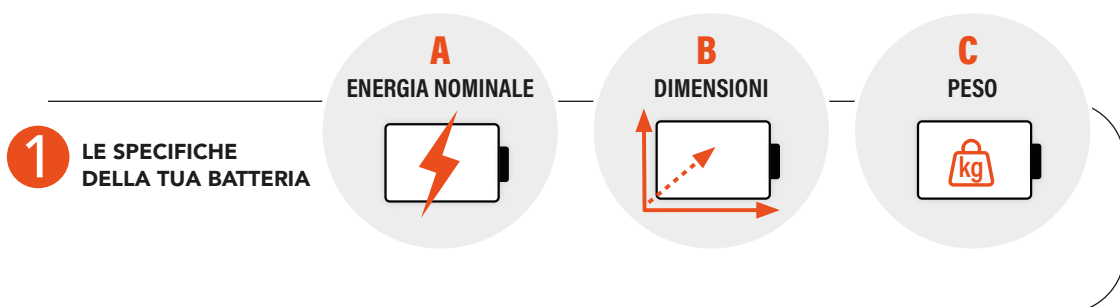 1
LE SPECIFICHE
DELLA TUA BATTERIA
A
ENERGIA NOMINALE
B
DIMENSIONI
C
PESO
kg